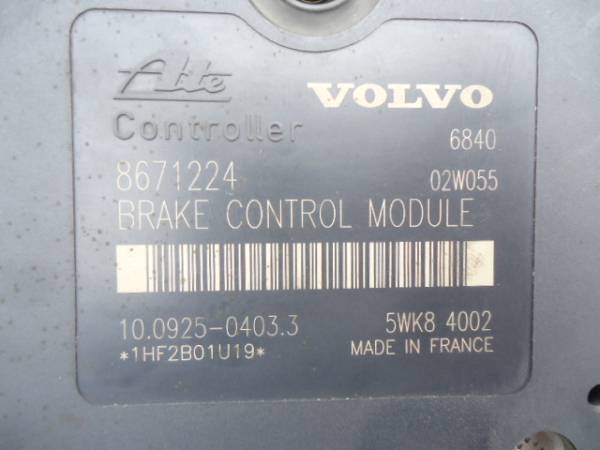 Ate VOLVO
Controller 6840
8671224 02W055
BRAKE CONTROL MODULE
10.0925-0403.3 5WK8 4002
*1HF2B01U19* MADE IN FRANCE